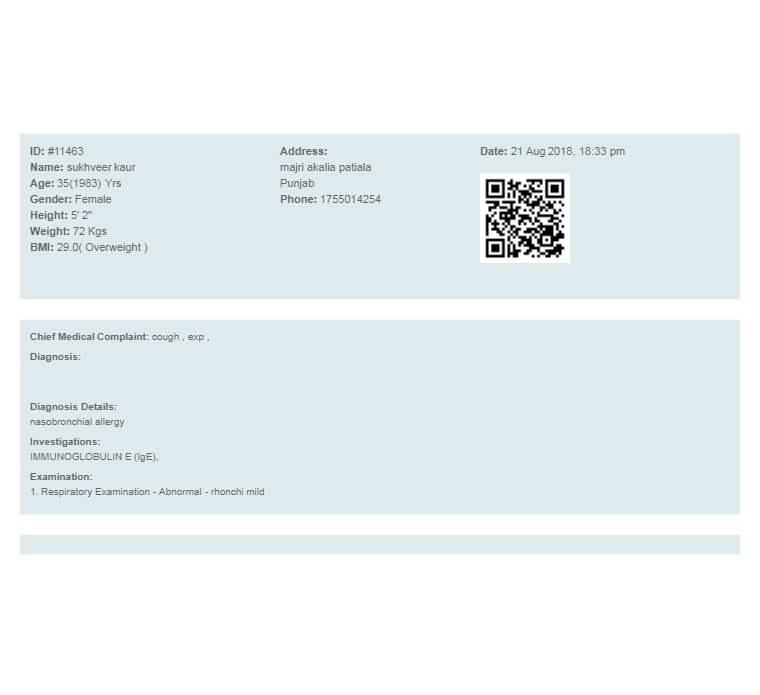 ID: #11463
Name: sukhveer kaur
Age: 35(1983) Yrs
Gender: Female
Height: 5' 2"
Weight: 72 Kgs
BMI: 29.0( Overweight )
Address:
majri akalia patiala
Punjab
Phone: 1755014254
Date: 21 Aug 2018, 18:33 pm
Chief Medical Complaint: cough , exp ,
Diagnosis:
Diagnosis Details:
nasobronchial allergy
Investigations:
IMMUNOGLOBULIN E (IgE),
Examination:
1. Respiratory Examination - Abnormal - rhonchi mild